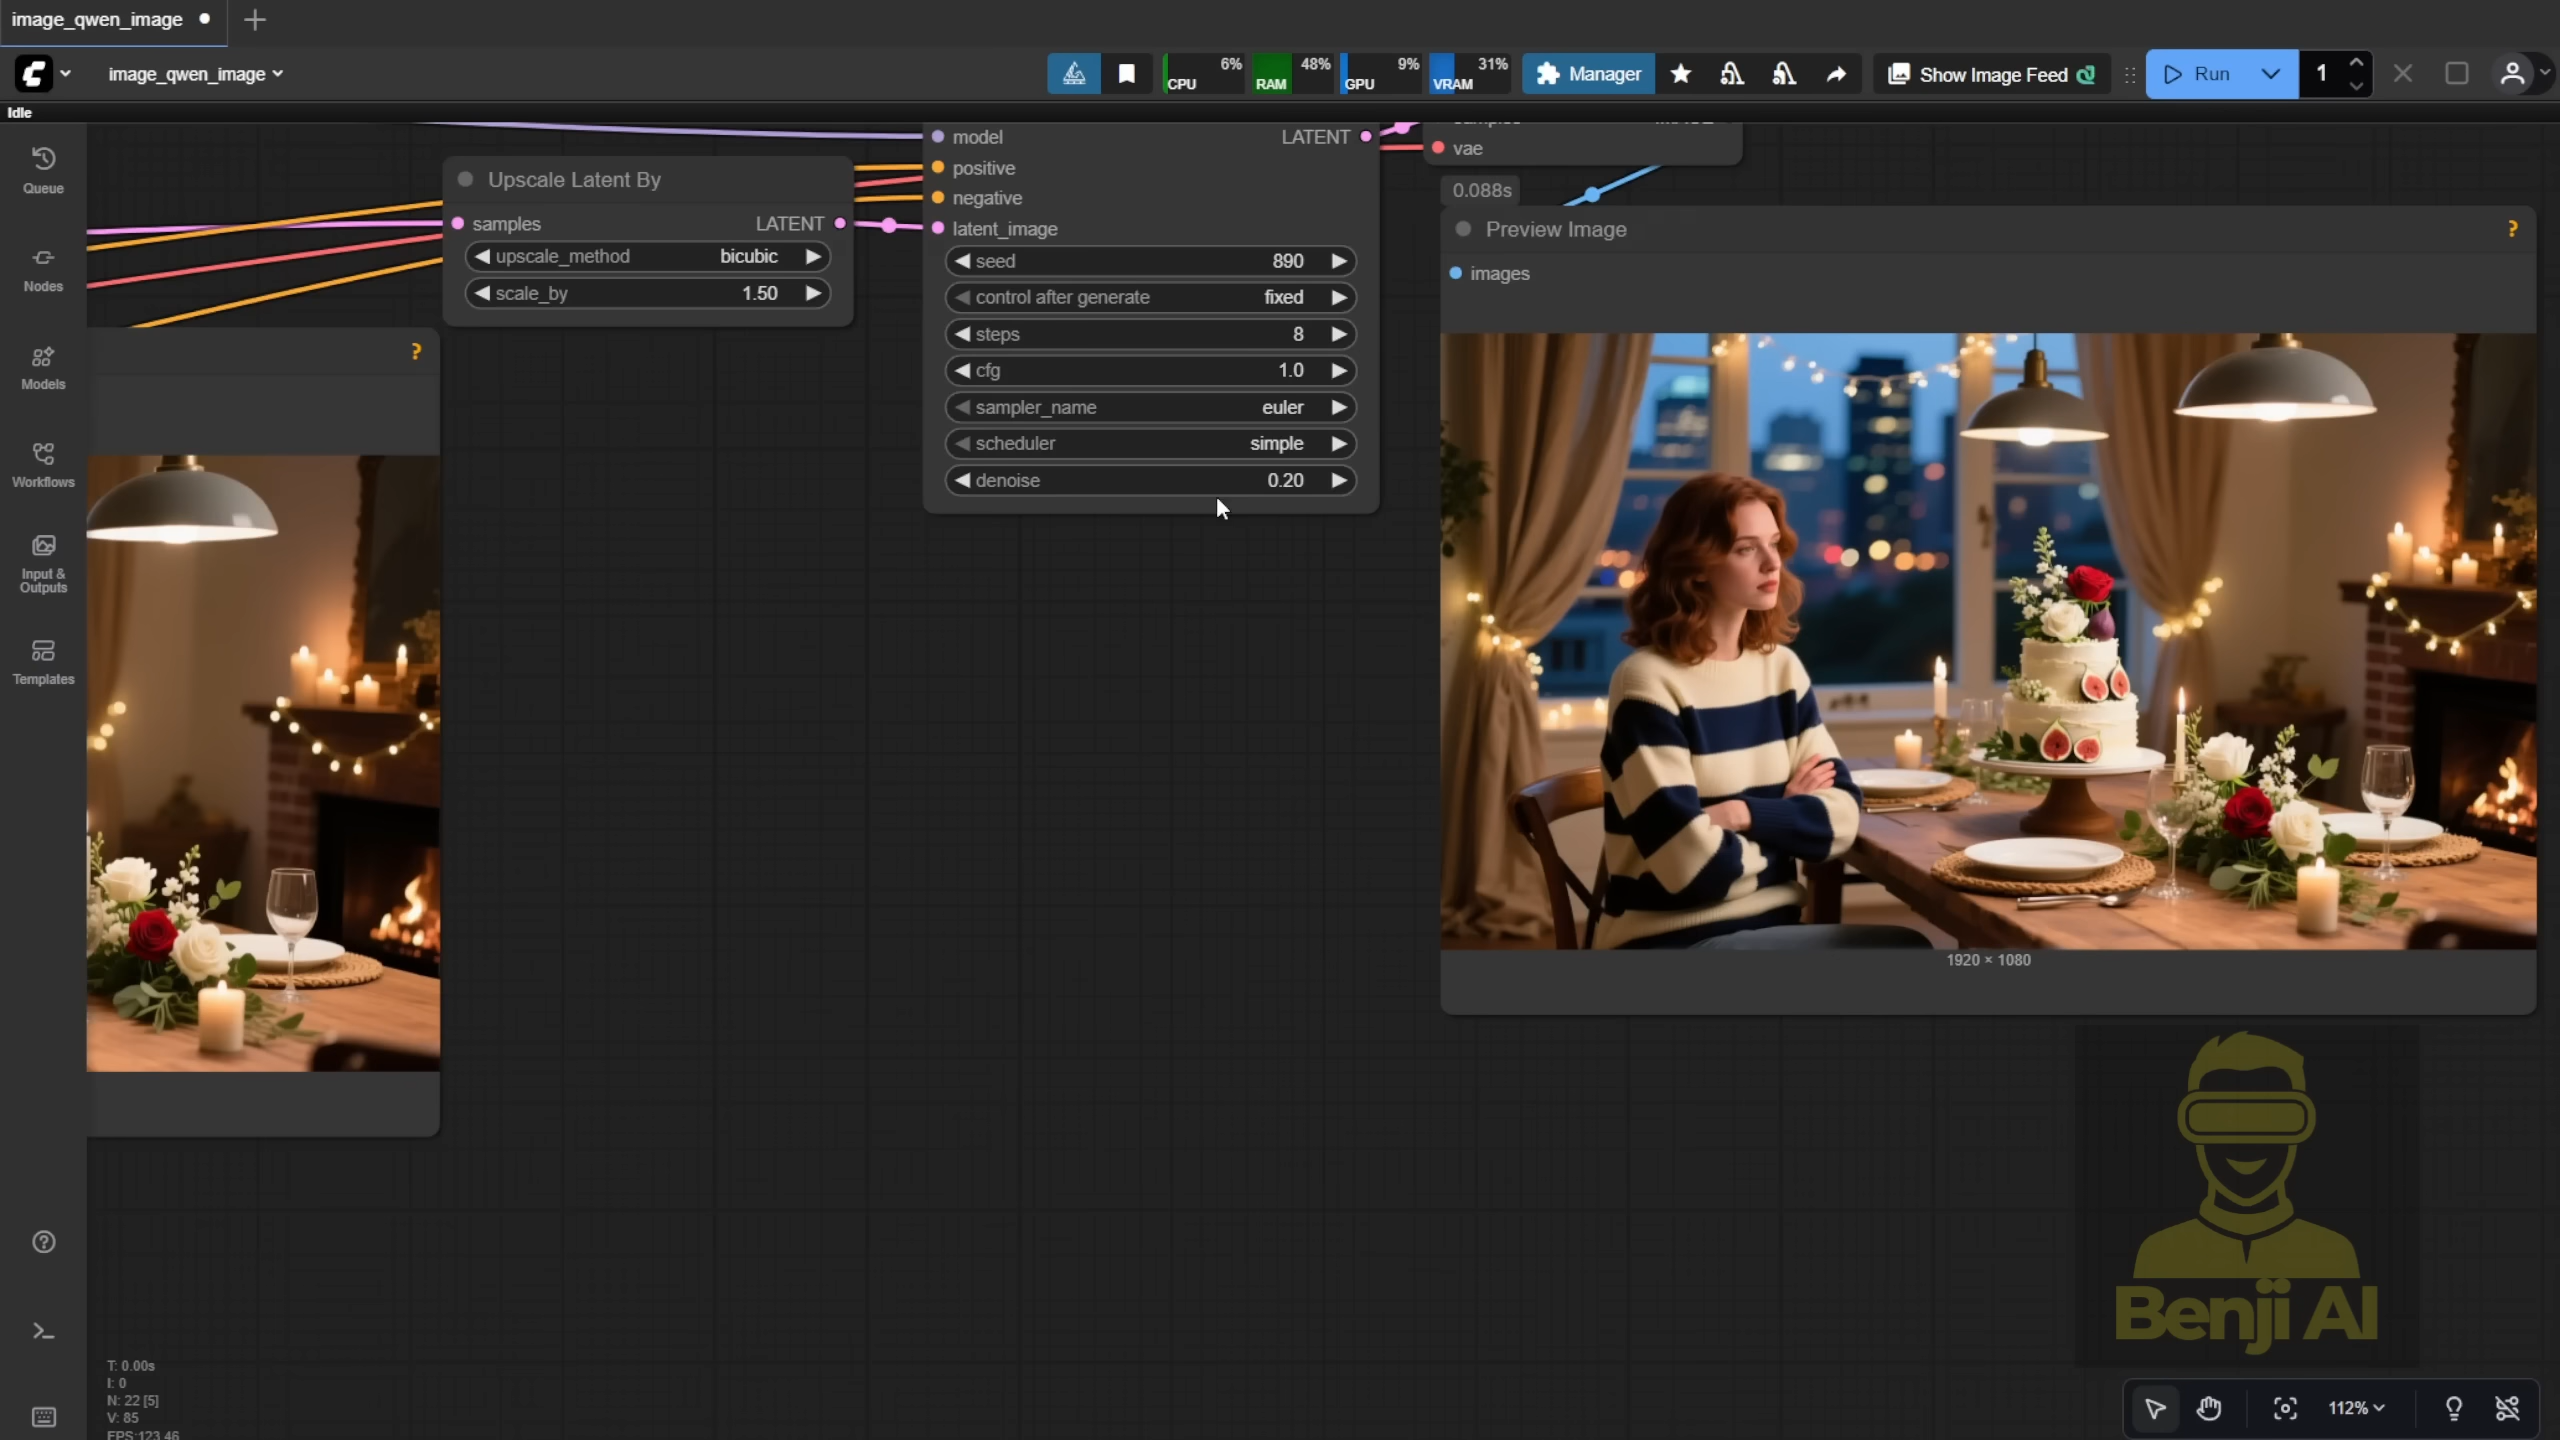 image_qwen_image
image_qwen_image
6%
CPU
48%
RAM
9%
GPU
31%
VRAM
Manager
Show Image Feed
Run
1
Idle
Queue
Nodes
Models
Workflows
Input &
Outputs
Templates
Upscale Latent By
samples
LATENT
upscale_method
bicubic
scale_by
1.50
?
model
LATENT
positive
negative
latent_image
seed
890
control after generate
fixed
steps
8
cfg
1.0
sampler_name
euler
scheduler
simple
denoise
0.20
vae
0.088s
Preview Image
?
images
1920 × 1080
Benji AI
T: 0.00s
I: 0
N: 22 [5]
V: 85
FPS:123.46
112%